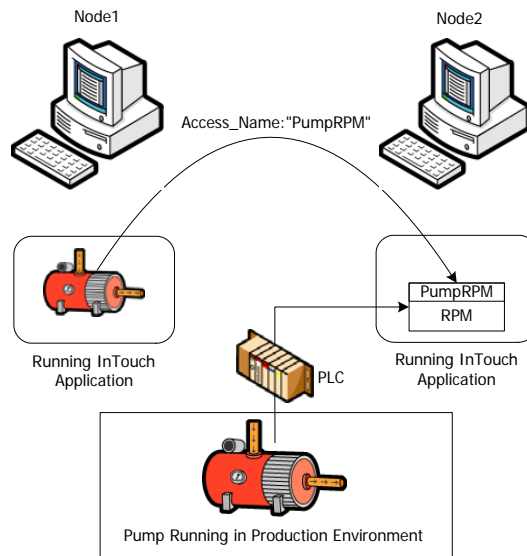 Node1
Node2
Access_Name:"PumpRPM"
PumpRPM
RPM
Running InTouch
Application
Running InTouch
Application
PLC
Pump Running in Production Environment